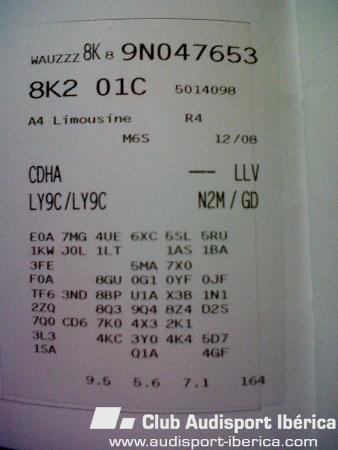 WAUZZZ 8K 8 9N047653
8K2 01C 5014098
A4 Limousine R4
M6S 12/08
CDHA --- LLV
LY9C/LY9C N2M / GD
E0A 7MG 4UE 6XC 5SL 5RU
1KW J0L 1LT 1AS 1BA
3FE 5MA 7X0
F0A 8GU 0G1 0YF 0JF
TF6 3ND 8BP U1A X3B 1N1
2ZQ 8Q3 9Q4 8Z4 D2S
7Q0 CD6 7K0 4X3 2K1
3L3 4KC 3Y0 4K4 5D7
1SA Q1A 4GF
9.5 5.6 7.1 164
Club Audisport Ibérica
www.audisport-iberica.com